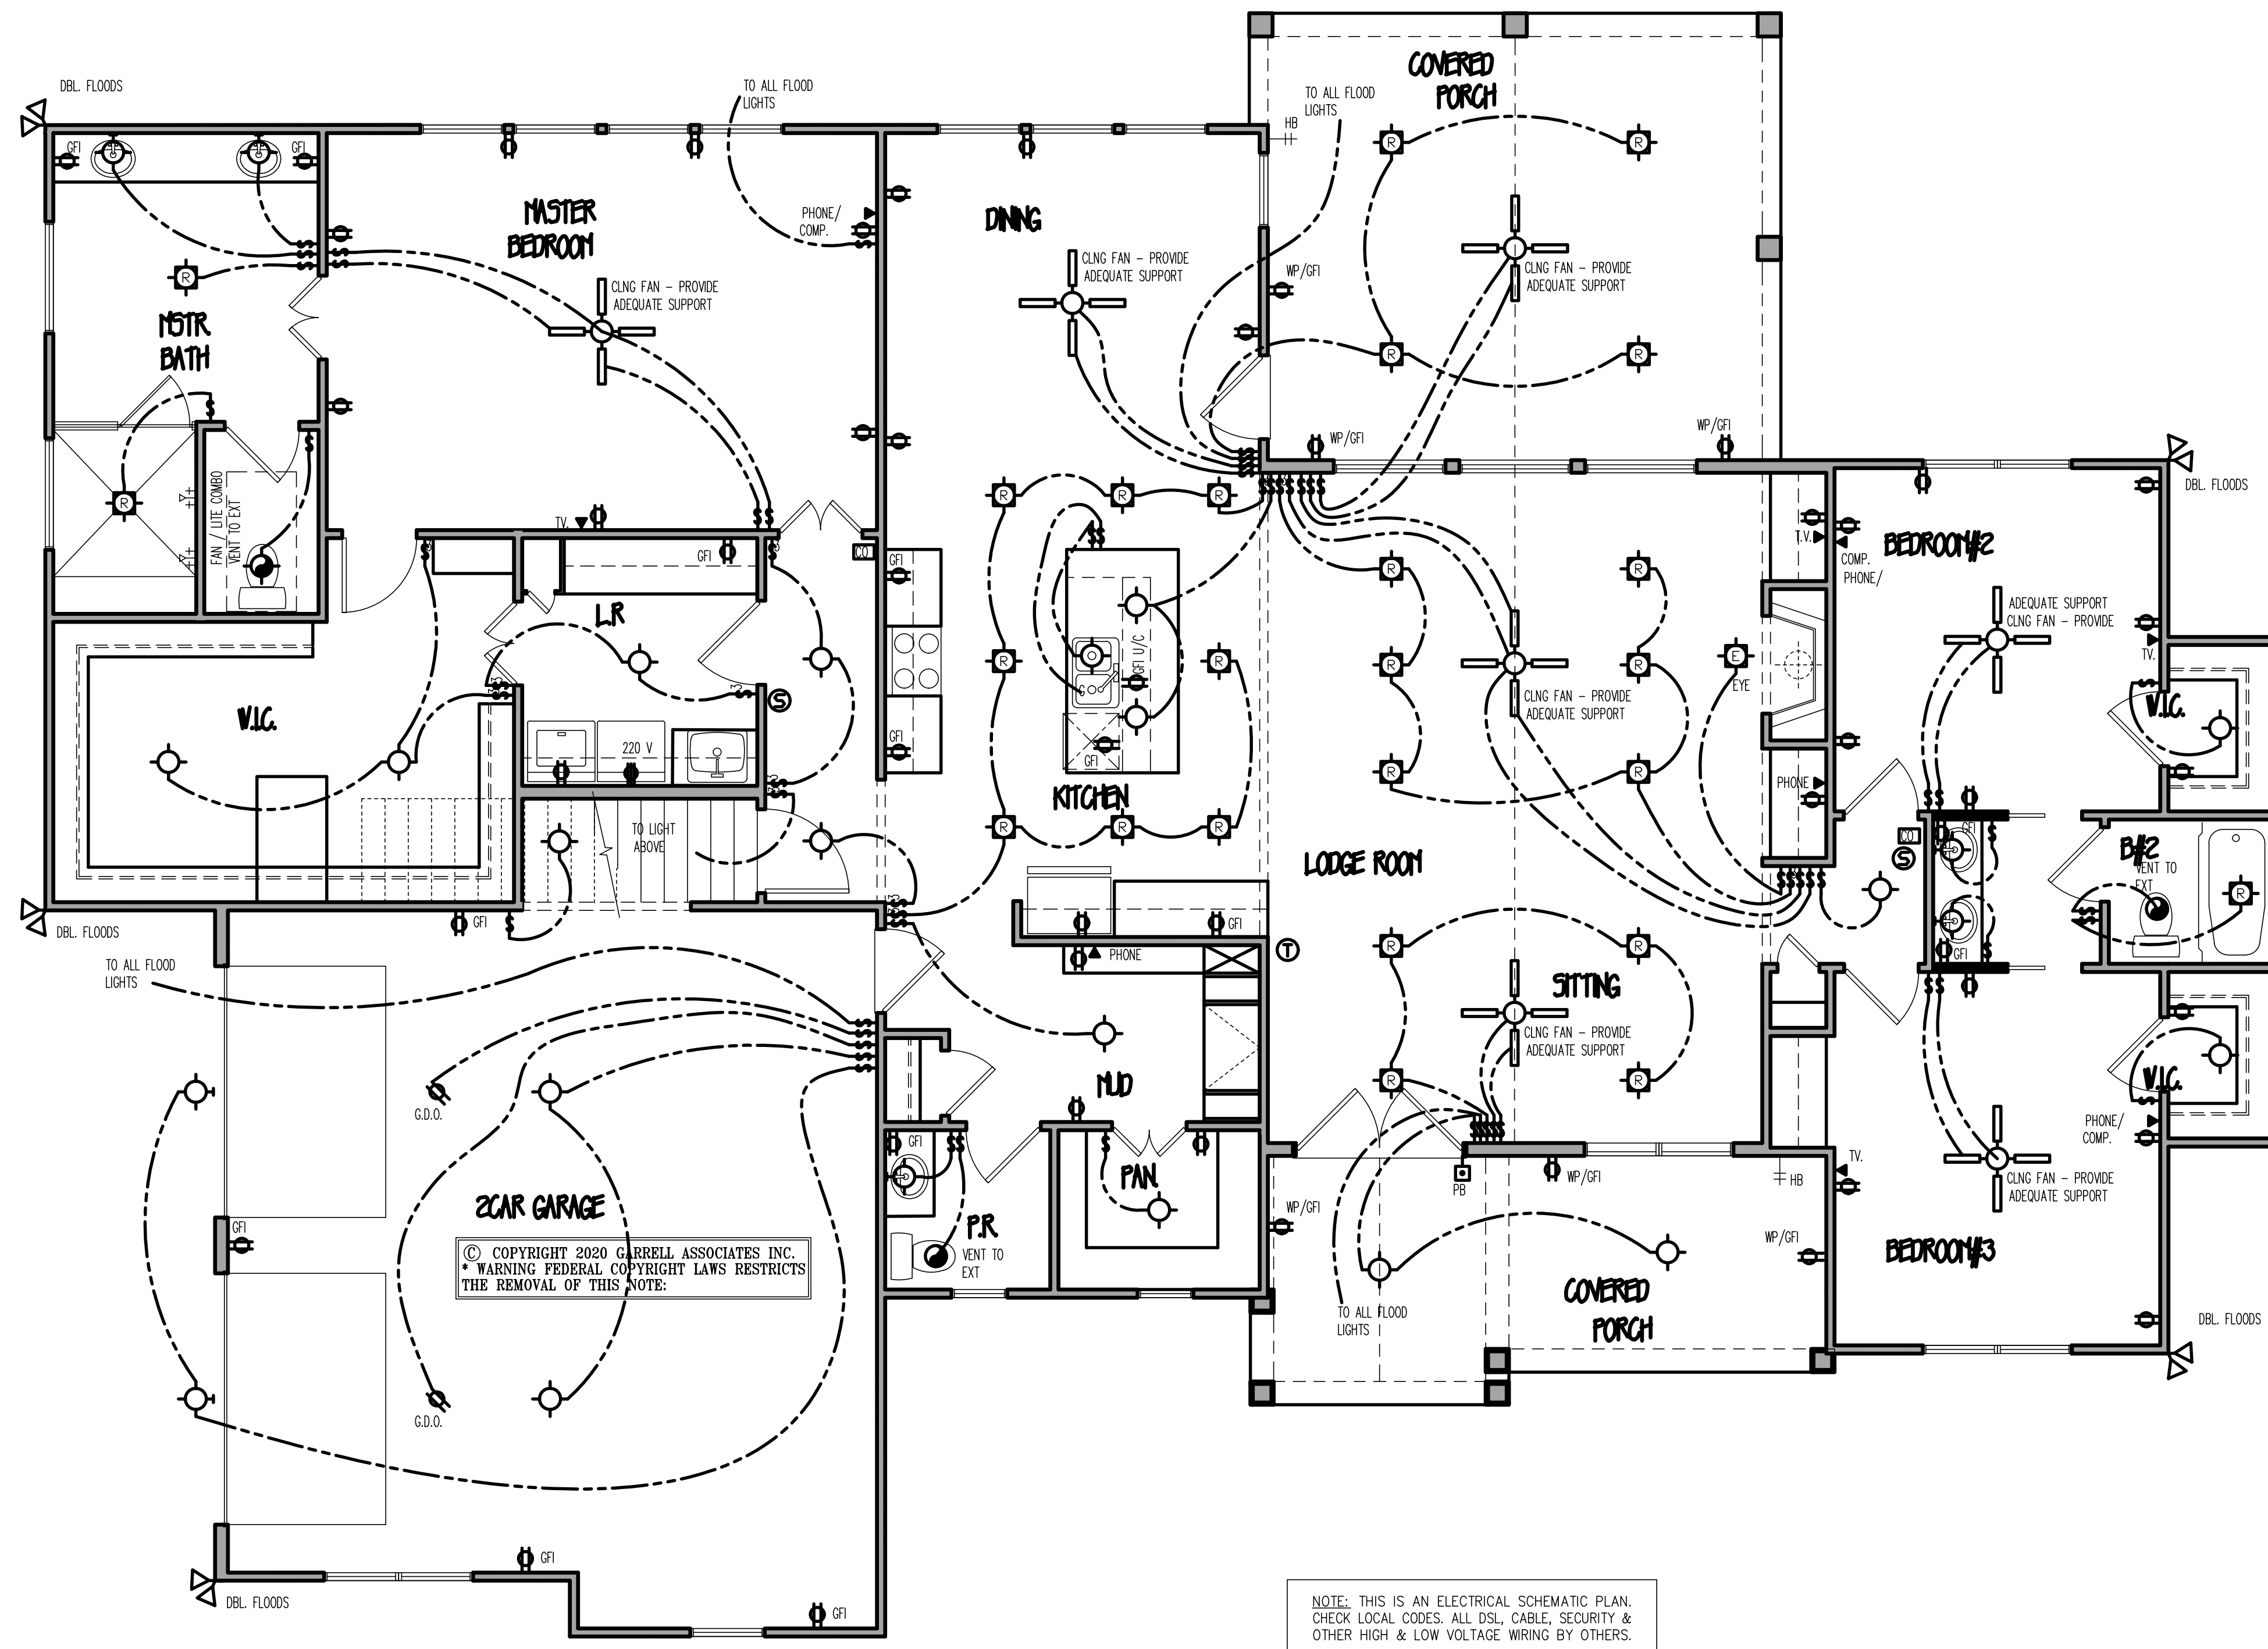 COVERED
PORCH
DBL. FLOODS
TO ALL FLOOD
LIGHTS
TO ALL FLOOD
LIGHTS
HB
GFI
GFI
MASTER
BEDROOM
PHONE/
COMP.
DINING
R
R
CLNG FAN - PROVIDE
ADEQUATE SUPPORT
WP/GFI
CLNG FAN - PROVIDE
ADEQUATE SUPPORT
R
CLNG FAN - PROVIDE
ADEQUATE SUPPORT
MSTR.
BATH
R
R
WP/GFI
WP/GFI
R
FAN / LITE COMBO
VENT TO EXT
TV.
GFI
CO
GFI
R
R
R
DBL. FLOODS
T.V.
COMP.
PHONE/
BEDROOM#2
L.R
R
R
ADEQUATE SUPPORT
CLNG FAN - PROVIDE
TV.
R
R
GFI U/C
R
R
E
EYE
CLNG FAN - PROVIDE
ADEQUATE SUPPORT
W.I.C.
S
W.I.C.
220 V
GFI
GFI
R
R
PHONE
KITCHEN
TO LIGHT
ABOVE
R
R
R
LODGE ROOM
CO
S
GFI
B#2
VENT TO
EXT
R
GFI
DBL. FLOODS
GFI
GFI
PHONE
T
R
R
TO ALL FLOOD
LIGHTS
SITTING
CLNG FAN - PROVIDE
ADEQUATE SUPPORT
R
R
MUD
W.I.C.
G.D.O.
GFI
PHONE/
COMP.
TV.
2CAR GARAGE
PAN.
PB
WP/GFI
HB
CLNG FAN - PROVIDE
ADEQUATE SUPPORT
P.R.
VENT TO
EXT
WP/GFI
WP/GFI
BEDROOM#3
GFI
© COPYRIGHT 2020 GARRELL ASSOCIATES INC.
* WARNING FEDERAL COPYRIGHT LAWS RESTRICTS
THE REMOVAL OF THIS NOTE:
COVERED
PORCH
TO ALL FLOOD
LIGHTS
DBL. FLOODS
G.D.O.
GFI
DBL. FLOODS
GFI
NOTE: THIS IS AN ELECTRICAL SCHEMATIC PLAN.
CHECK LOCAL CODES. ALL DSL, CABLE, SECURITY &
OTHER HIGH & LOW VOLTAGE WIRING BY OTHERS.